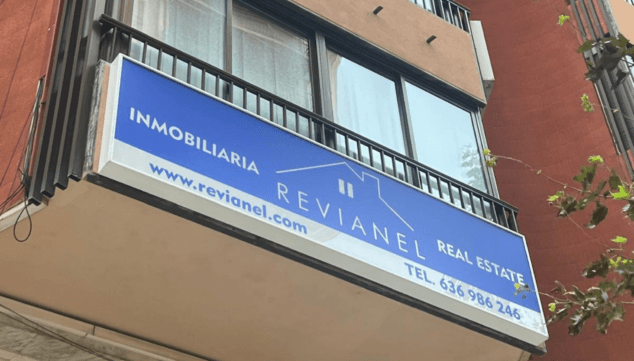 INMOBILIARIA
www.revianel.com
REVIANEL
REAL ESTATE
TEL. 636 986 246